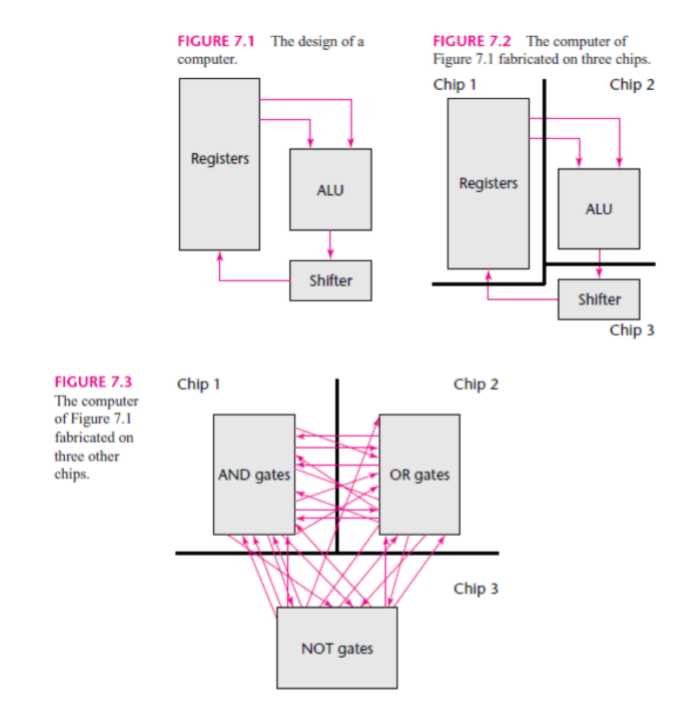 FIGURE 7.1 The design of a
computer.
Registers
ALU
Shifter
FIGURE 7.2 The computer of
Figure 7.1 fabricated on three chips.
Chip 1
Chip 2
Registers
ALU
Shifter
Chip 3
FIGURE 7.3
The computer
of Figure 7.1
fabricated on
three other
chips.
Chip 1
Chip 2
AND gates
OR gates
Chip 3
NOT gates